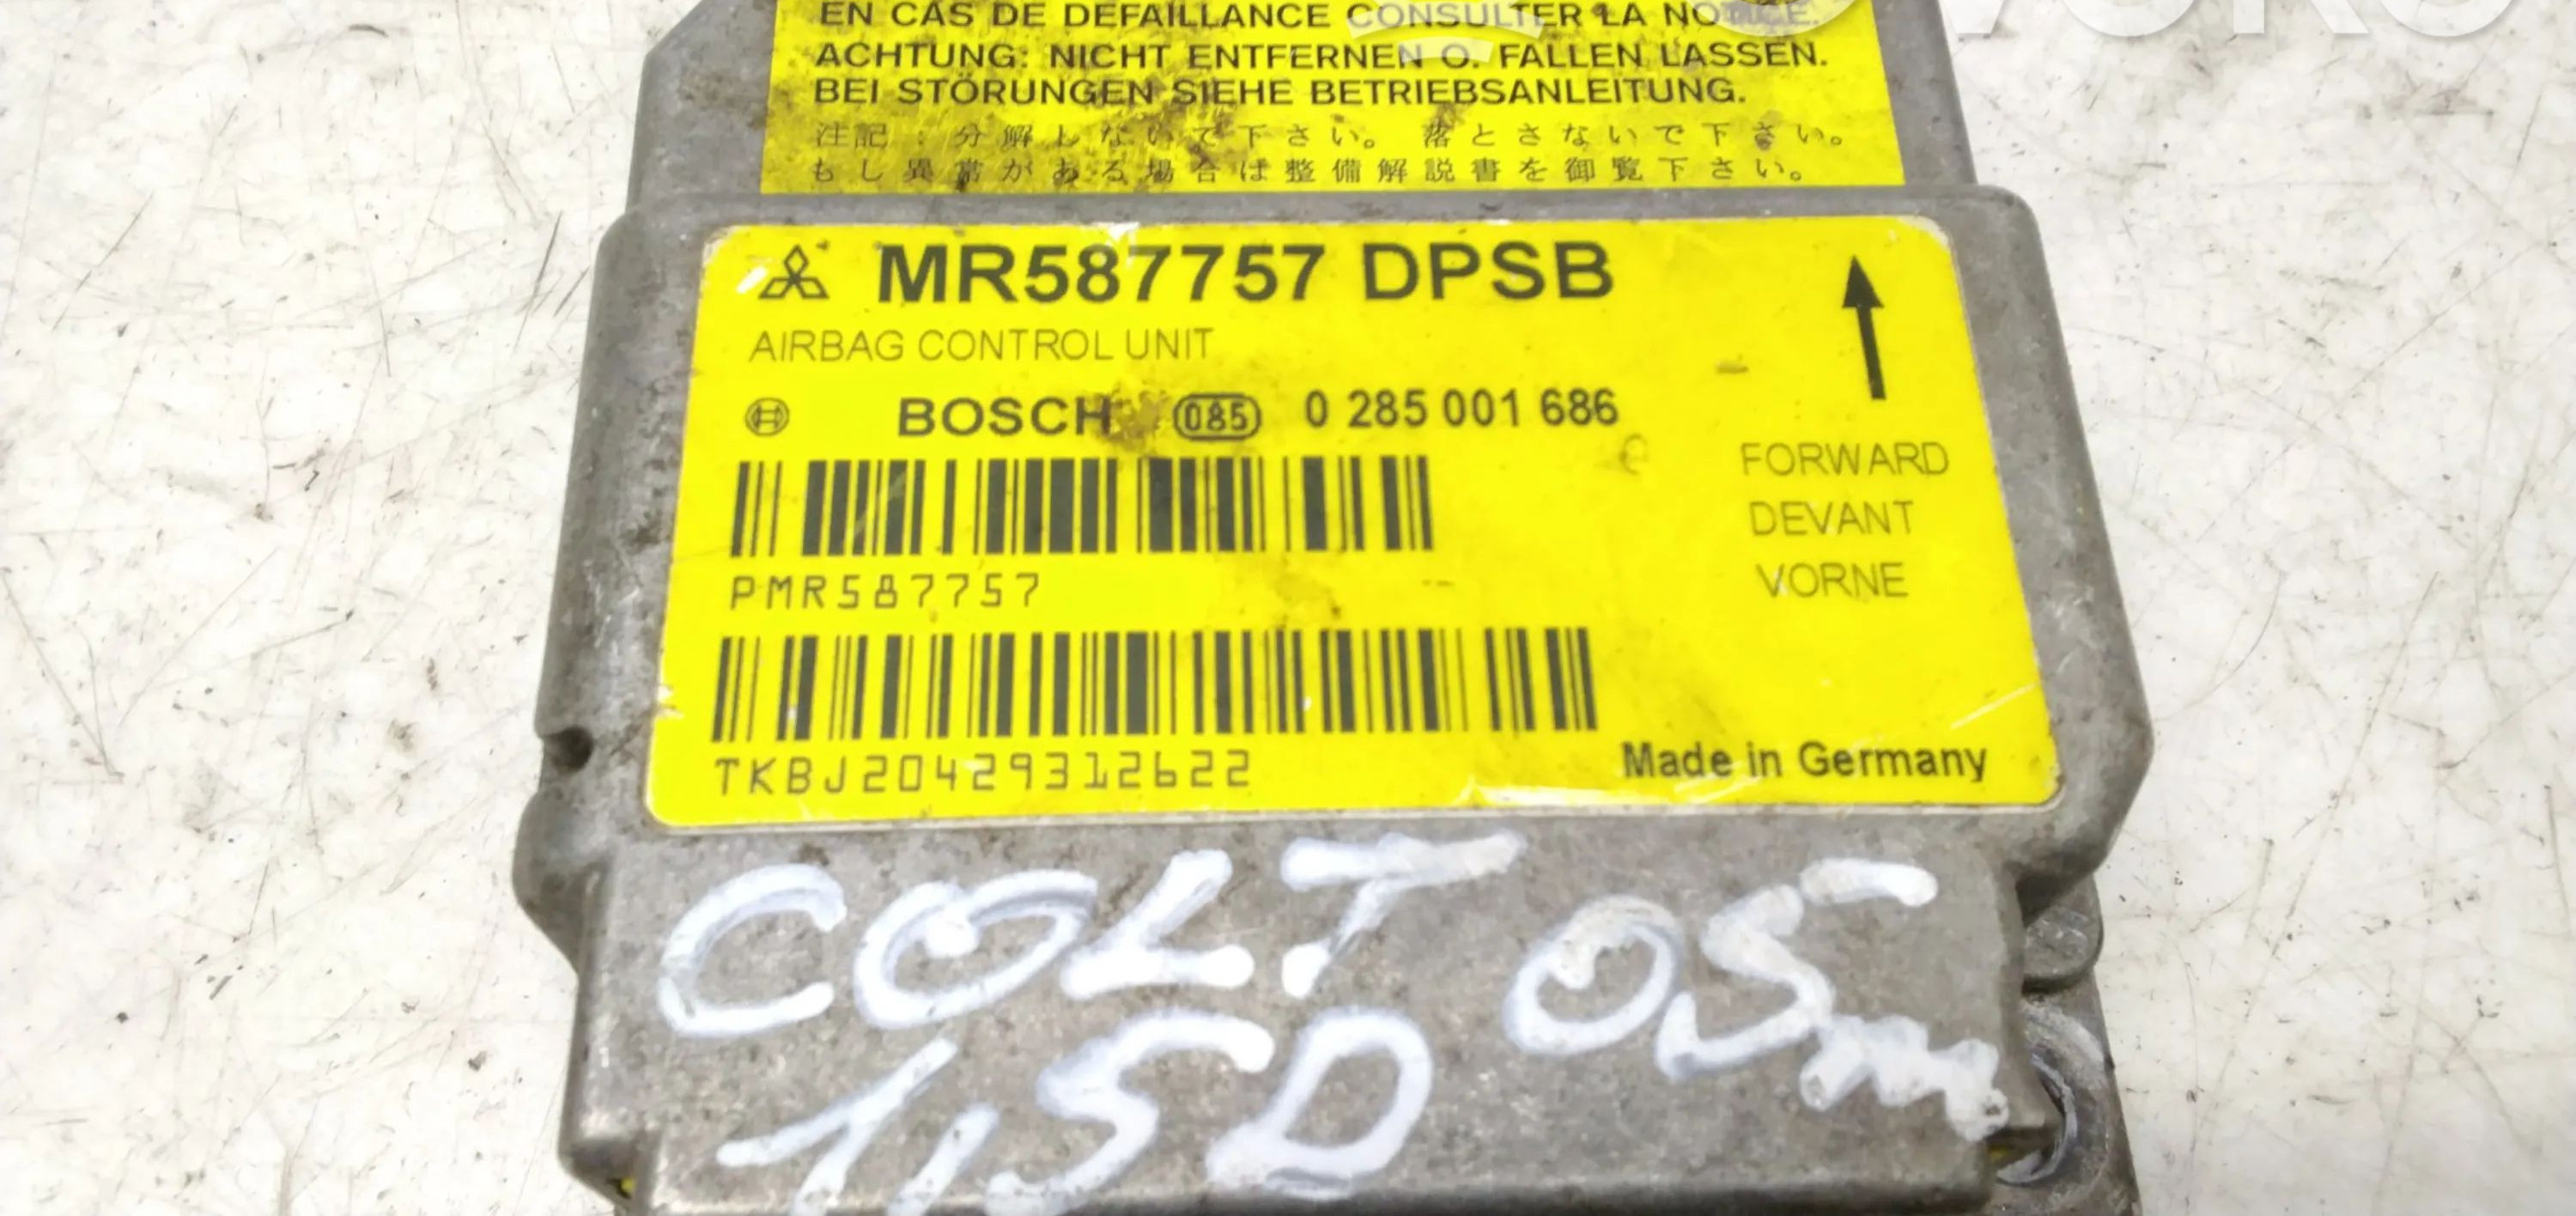 EN CAS DE DEFAILLANCE CONSULTER LA NOTICE.
ACHTUNG: NICHT ENTFERNEN O. FALLEN LASSEN.
BEI STÖRUNGEN SIEHE BETRIEBSANLEITUNG.
注記：分解しないで下さい。落とさないで下さい。
もし異常がある場合は整備解説書を御覧下さい。
MR587757 DPSB
AIRBAG CONTROL UNIT
BOSCH 085 0 285 001 686
FORWARD
DEVANT
VORNE
PMR587757
TKBJ20429312622
Made in Germany
COLT 05m
1,5D